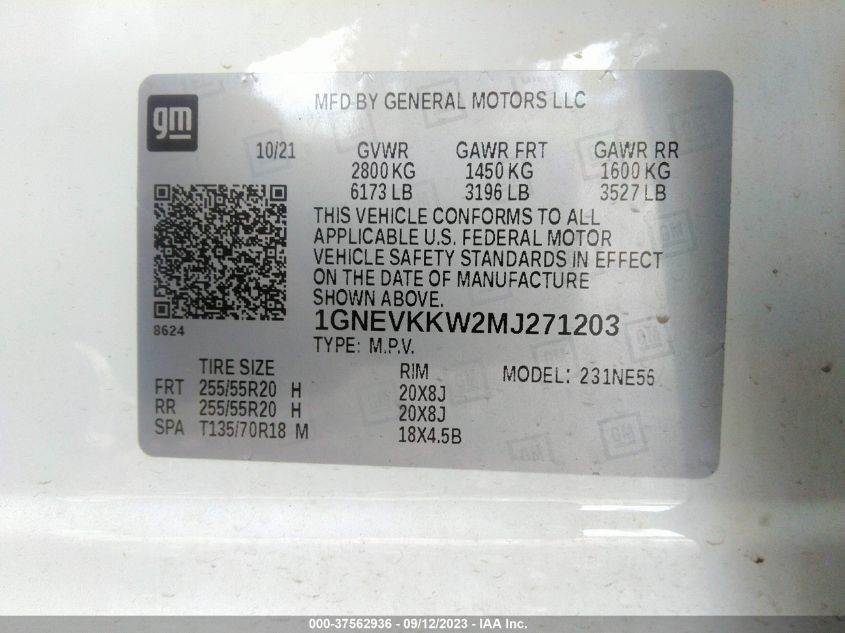 gm
MFD BY GENERAL MOTORS LLC
10/21 GVWR GAWR FRT GAWR RR
2800 KG 1450 KG 1600 KG
6173 LB 3196 LB 3527 LB
THIS VEHICLE CONFORMS TO ALL
APPLICABLE U.S. FEDERAL MOTOR
VEHICLE SAFETY STANDARDS IN EFFECT
ON THE DATE OF MANUFACTURE
SHOWN ABOVE.
8624
1GNEVKKW2MJ271203
TYPE: M.P.V.
TIRE SIZE RIM MODEL: 231NE56
FRT 255/55R20 H 20X8J
RR 255/55R20 H 20X8J
SPA T135/70R18 M 18X4.5B
000-37562936 - 09/12/2023 - IAA Inc.